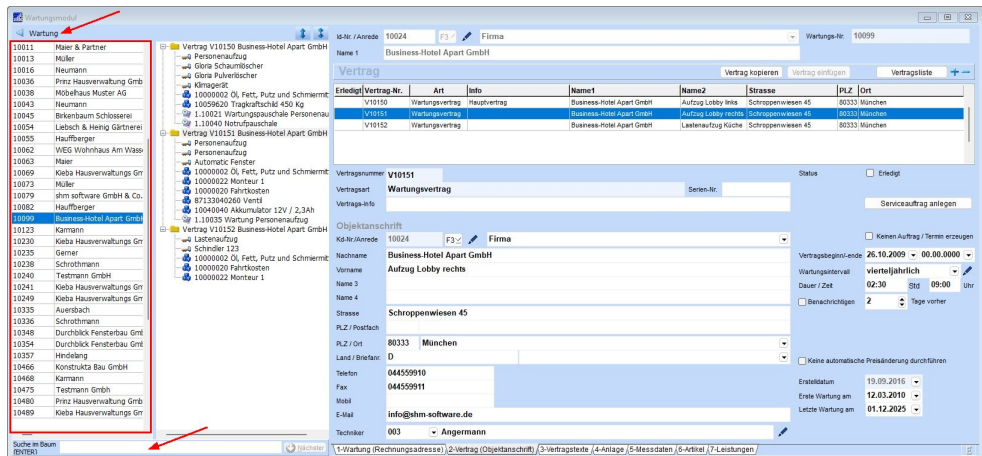 Wartungsmodul
Wartung
10011 Maier & Partner
10013 Müller
10016 Neumann
10036 Prinz Hausverwaltung Gmb
10038 Möbelhaus Muster AG
10043 Neumann
10045 Birkenbaum Schlosserei
10054 Liebsch & Heinig Gärtnerei
10055 Hauffberger
10062 WEG Wohnhaus Am Wass
10063 Maier
10069 Kieba Hausverwaltungs Gm
10073 Müller
10079 shm software GmbH & Co.
10082 Hauffberger
10099 Business-Hotel Apart Gmb
10123 Karmann
10230 Kieba Hausverwaltungs Gm
10235 Gerner
10238 Schrothmann
10240 Testmann GmbH
10241 Kieba Hausverwaltungs Gm
10249 Kieba Hausverwaltungs Gm
10335 Auersbach
10336 Schrothmann
10348 Durchblick Fensterbau Gmb
10354 Durchblick Fensterbau Gmb
10357 Hindelang
10466 Konstrukta Bau GmbH
10468 Karmann
10475 Testmann Gmbh
10480 Prinz Hausverwaltung Gmb
10489 Kieba Hausverwaltungs Gm
Suche im Baum
(ENTER)
Nächster
Vertrag V10150 Business-Hotel Apart GmbH
Personenaufzug
Gloria Schaumlöscher
Gloria Pulverlöscher
Klimagerät
10000002 Öl, Fett, Putz und Schmiermit
10059620 Tragkraftschild 450 Kg
1.10021 Wartungspauschale Personenau
1.10040 Notrufpauschale
Vertrag V10151 Business-Hotel Apart GmbH
Personenaufzug
Personenaufzug
Automatic Fenster
10000002 Öl, Fett, Putz und Schmiermit
10000022 Monteur 1
10000020 Fahrtkosten
87133040260 Ventil
10040040 Akkumulator 12V / 2,3Ah
1.10035 Wartung Personenaufzug
Vertrag V10152 Business-Hotel Apart GmbH
Lastenaufzug
Schindler 123
10000002 Öl, Fett, Putz und Schmiermit
10000020 Fahrtkosten
10000022 Monteur 1
Id-Nr. / Anrede 10024 F3 Firma Wartungs-Nr. 10099
Name 1 Business-Hotel Apart GmbH
Vertrag Vertrag kopieren Vertrag einfügen Vertragsliste
Erledigt Vertrag-Nr. Art Info Name1 Name2 Strasse PLZ Ort
V10150 Wartungsvertrag Hauptvertrag Business-Hotel Apart GmbH Aufzug Lobby links Schroppenwiesen 45 80333 München
V10151 Wartungsvertrag Business-Hotel Apart GmbH Aufzug Lobby rechts Schroppenwiesen 45 80333 München
V10152 Wartungsvertrag Business-Hotel Apart GmbH Lastenaufzug Küche Schroppenwiesen 45 80333 München
Vertragsnummer V10151 Status Erledigt
Vertragsart Wartungsvertrag Serien-Nr.
Vertrags-Info Serviceauftrag anlegen
Objektanschrift
Kd-Nr./Anrede 10024 F3 Firma Keinen Auftrag / Termin erzeugen
Nachname Business-Hotel Apart GmbH Vertragsbeginn/-ende 26.10.2009 00.00.0000
Vorname Aufzug Lobby rechts Wartungsintervall vierteljährlich
Name 3 Dauer / Zeit 02:30 Std 09:00 Uhr
Name 4 Benachrichtigen 2 Tage vorher
Strasse Schroppenwiesen 45
PLZ / Postfach
PLZ / Ort 80333 München
Land / Briefanr. D Keine automatische Preisänderung durchführen
Telefon 044559910 Erstelldatum 19.09.2016
Fax 044559911 Erste Wartung am 12.03.2010
Mobil Letzte Wartung am 01.12.2025
E-Mail info@shm-software.de
Techniker 003 Angermann
1-Wartung (Rechnungsadresse) 2-Vertrag (Objektanschrift) 3-Vertragstexte 4-Anlage 5-Messdaten 6-Artikel 7-Leistungen